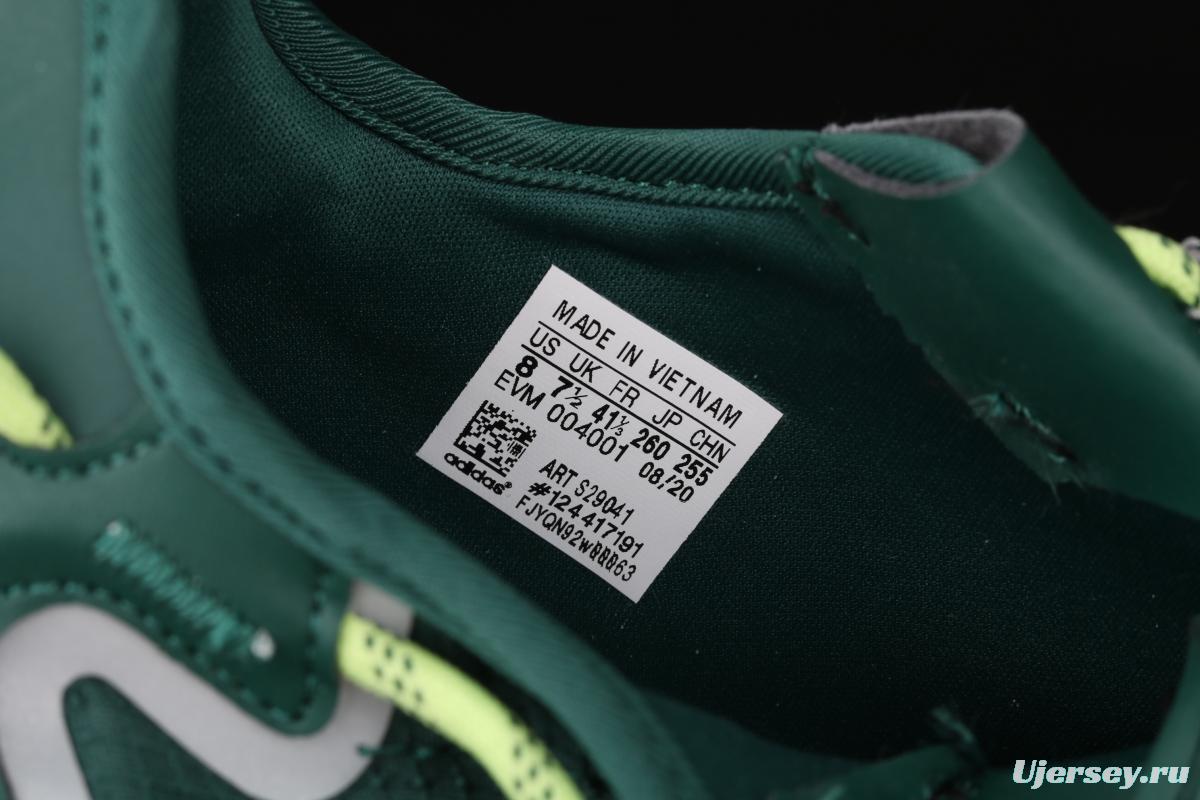 MADE IN VIETNAM
US UK FR JP CHN
8 7½ 41⅓ 260 255
EVM 004001 08/20
adidas
ART S29041
#124417191
Ujersey.ru